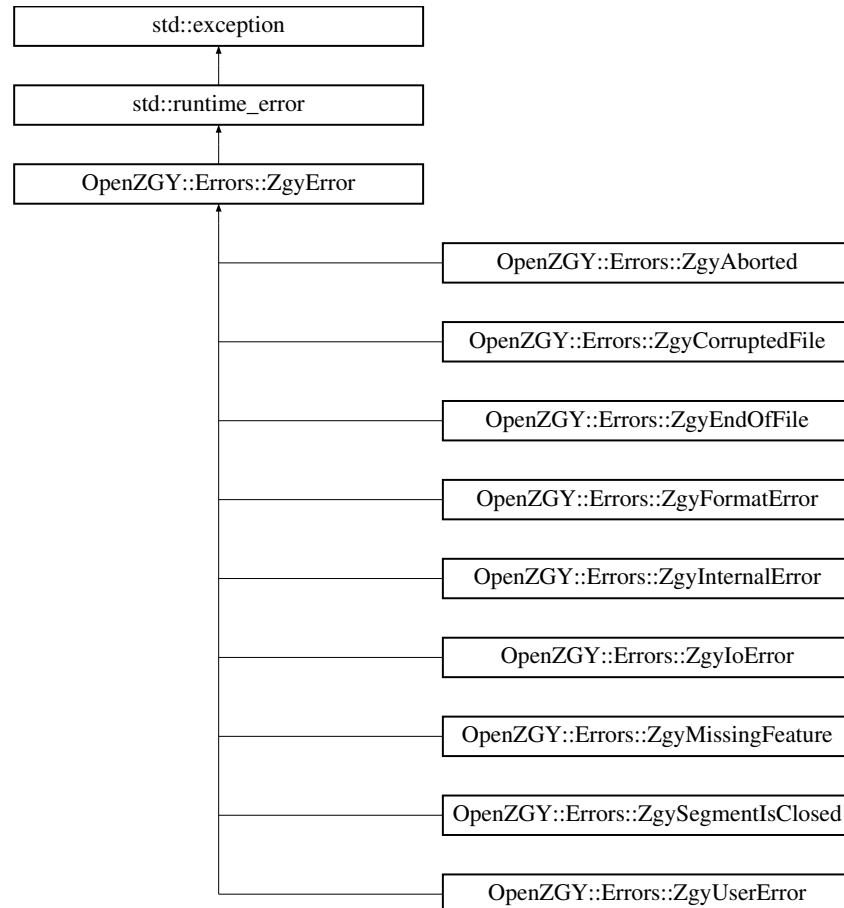 std::exception
std::runtime_error
OpenZGY::Errors::ZgyError
OpenZGY::Errors::ZgyAborted
OpenZGY::Errors::ZgyCorruptedFile
OpenZGY::Errors::ZgyEndOfFile
OpenZGY::Errors::ZgyFormatError
OpenZGY::Errors::ZgyInternalError
OpenZGY::Errors::ZgyIoError
OpenZGY::Errors::ZgyMissingFeature
OpenZGY::Errors::ZgySegmentIsClosed
OpenZGY::Errors::ZgyUserError